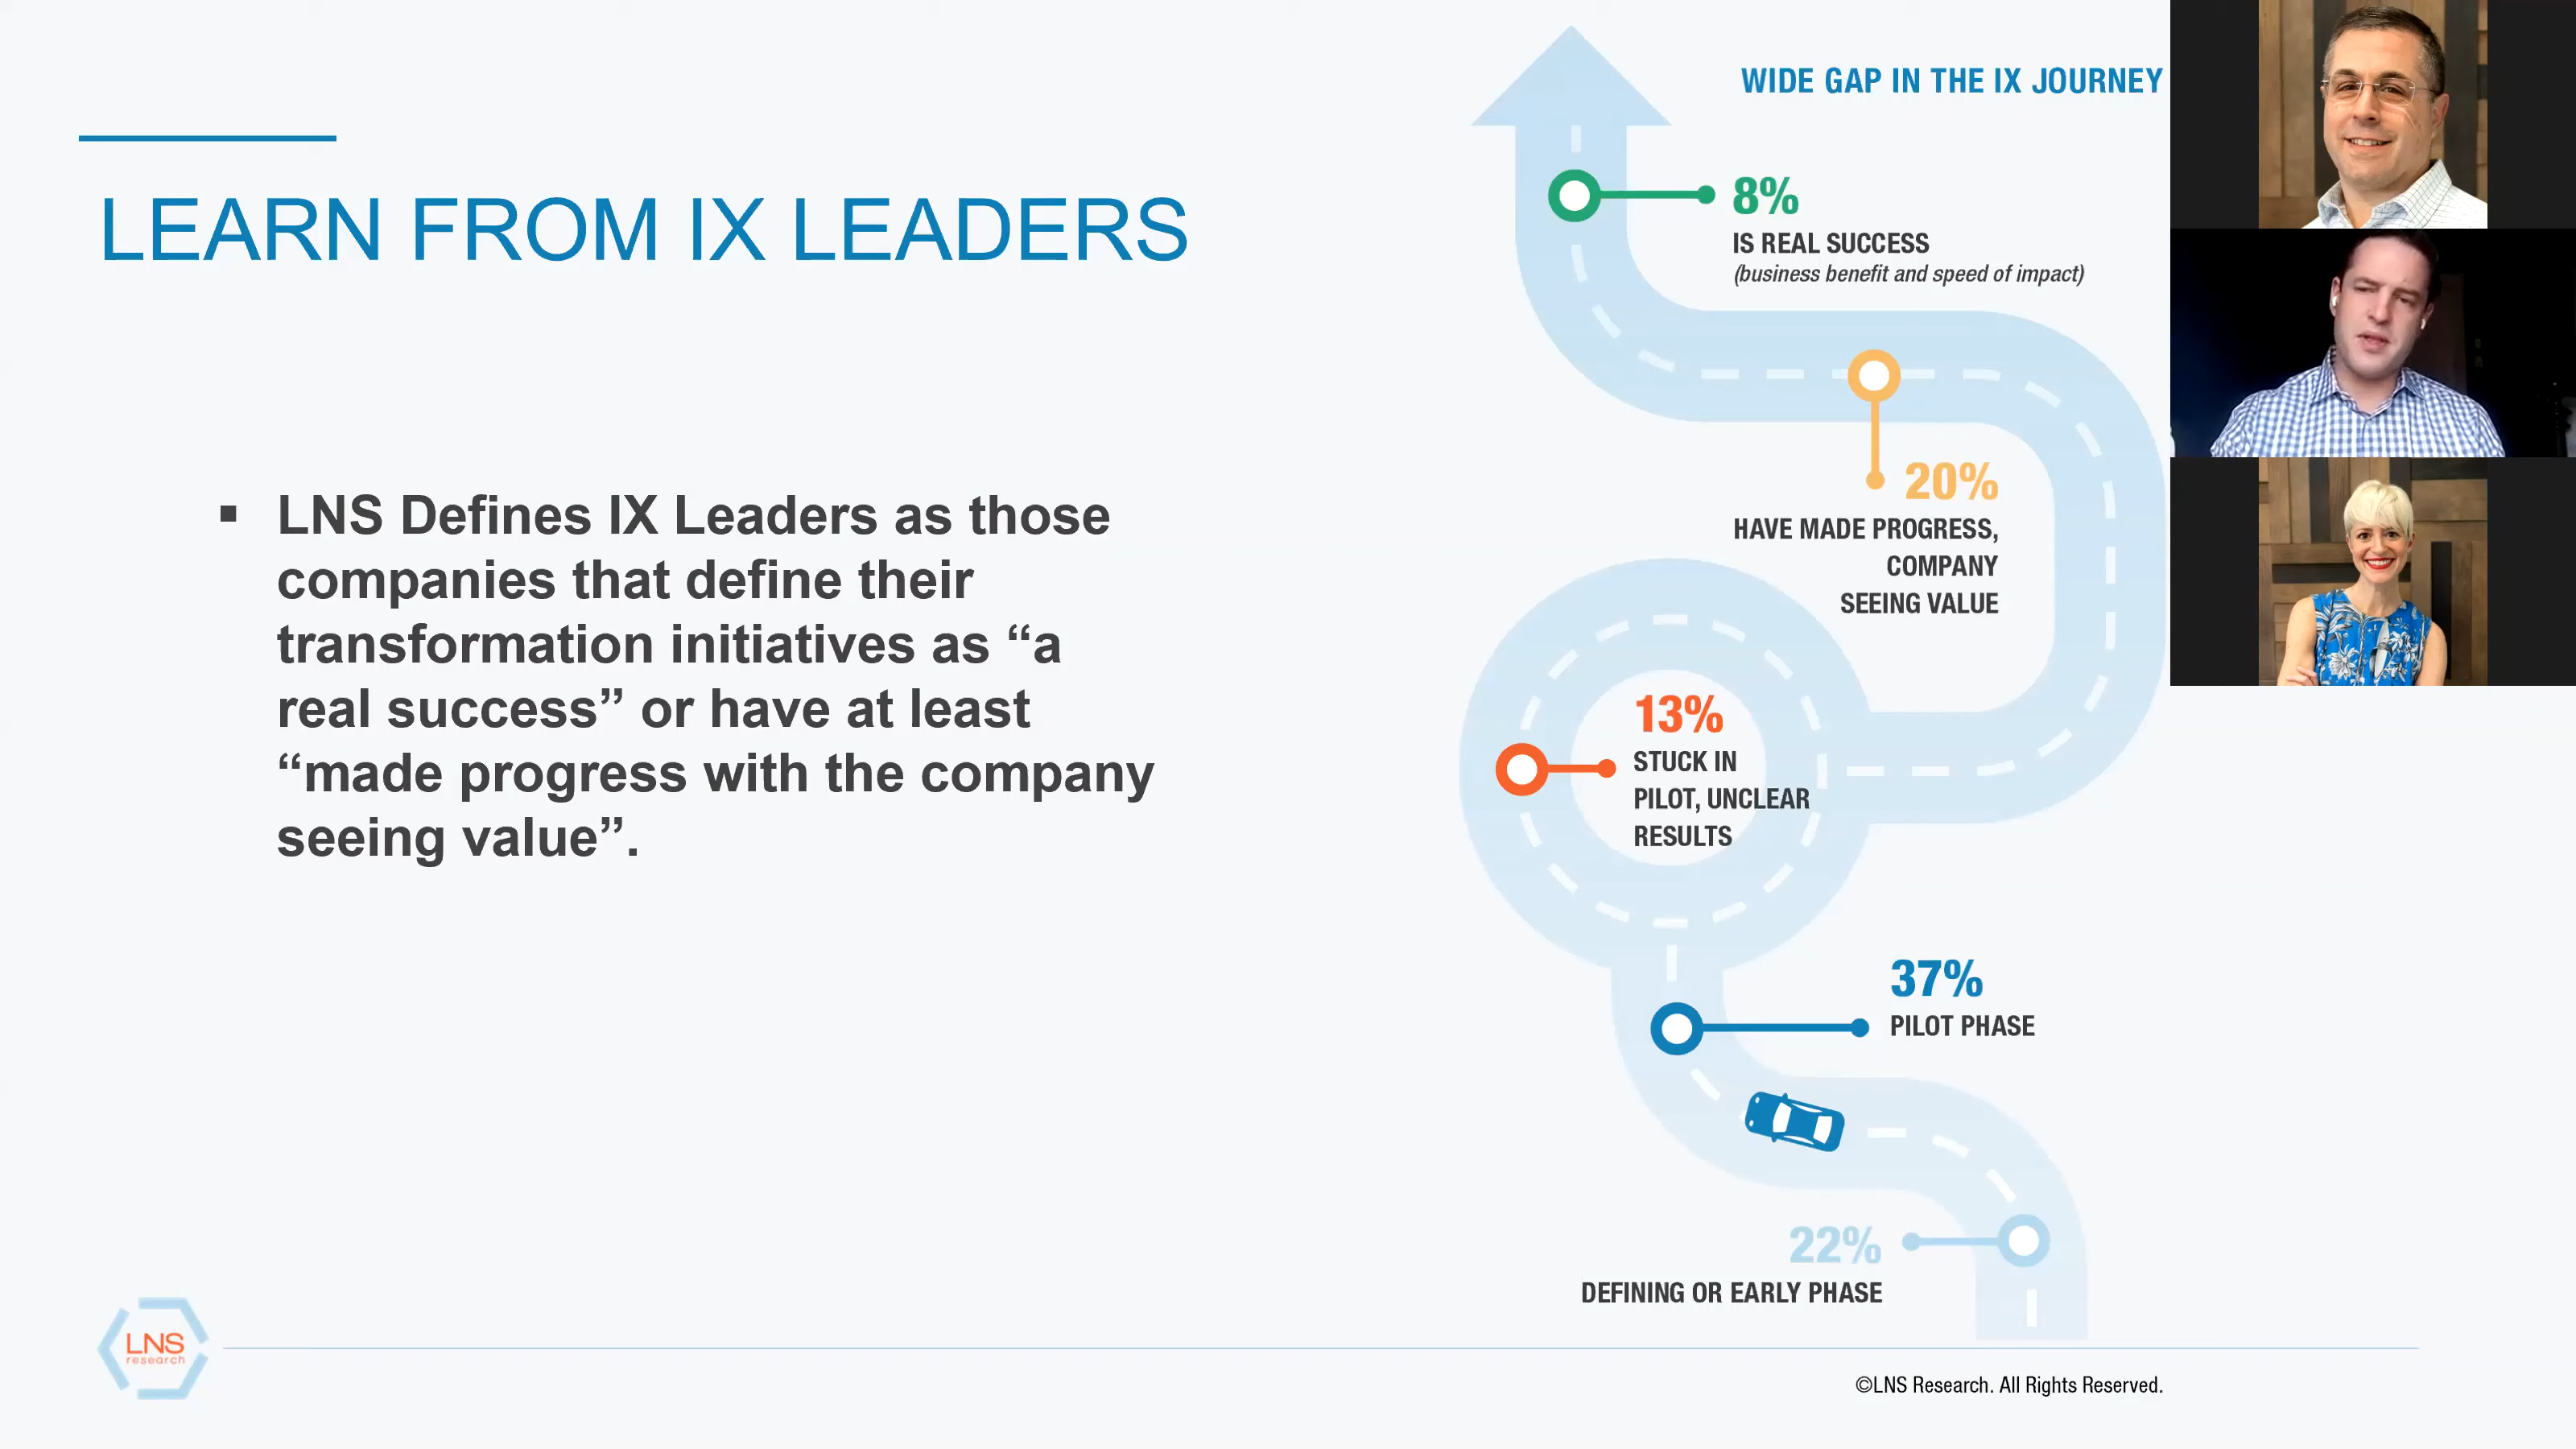 LEARN FROM IX LEADERS
▪ LNS Defines IX Leaders as those
companies that define their
transformation initiatives as “a
real success” or have at least
“made progress with the company
seeing value”.
WIDE GAP IN THE IX JOURNEY
8%
IS REAL SUCCESS
(business benefit and speed of impact)
20%
HAVE MADE PROGRESS,
COMPANY
SEEING VALUE
13%
STUCK IN
PILOT, UNCLEAR
RESULTS
37%
PILOT PHASE
22%
DEFINING OR EARLY PHASE
LNS
research
©LNS Research. All Rights Reserved.